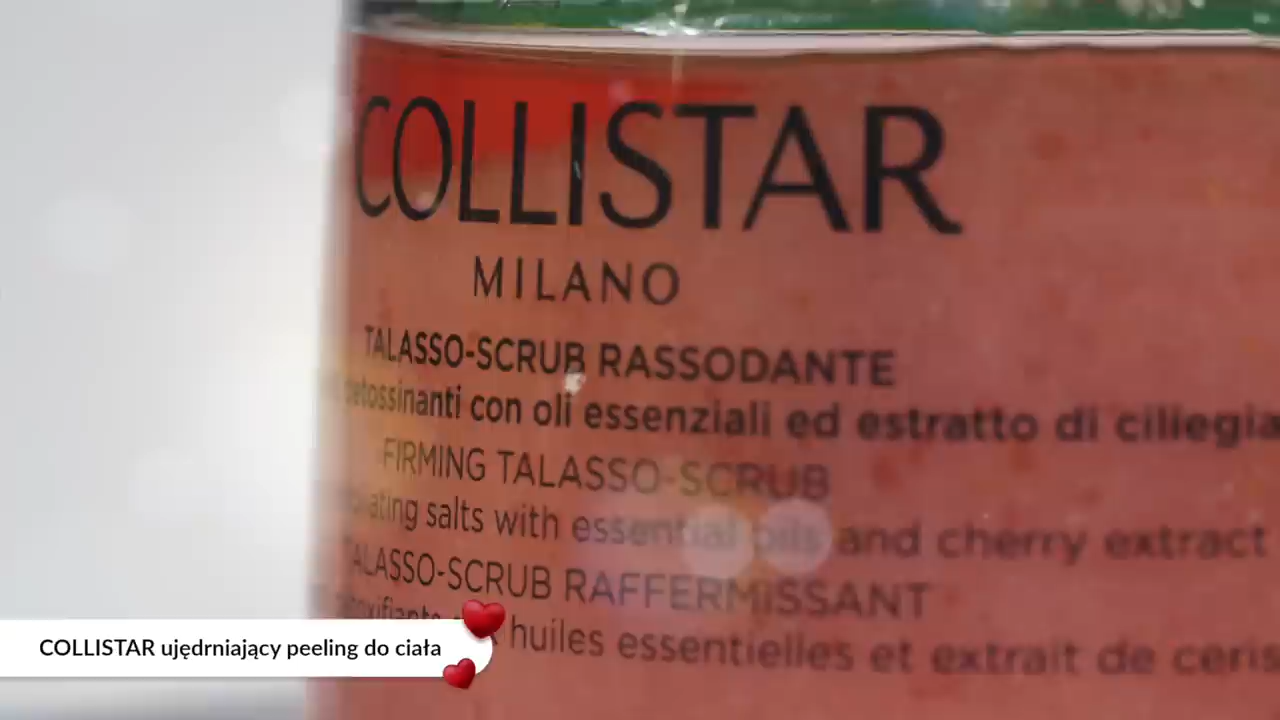 COLLISTAR
MILANO
TALASSO-SCRUB RASSODANTE
con oli essenziali ed estratto di ciliegia
FIRMING TALASSO-SCRUB
salts with essential oils and cherry extract
TALASSO-SCRUB RAFFERMISSANT
huiles essentielles et extrait de
COLLISTAR ujędrniający peeling do ciała